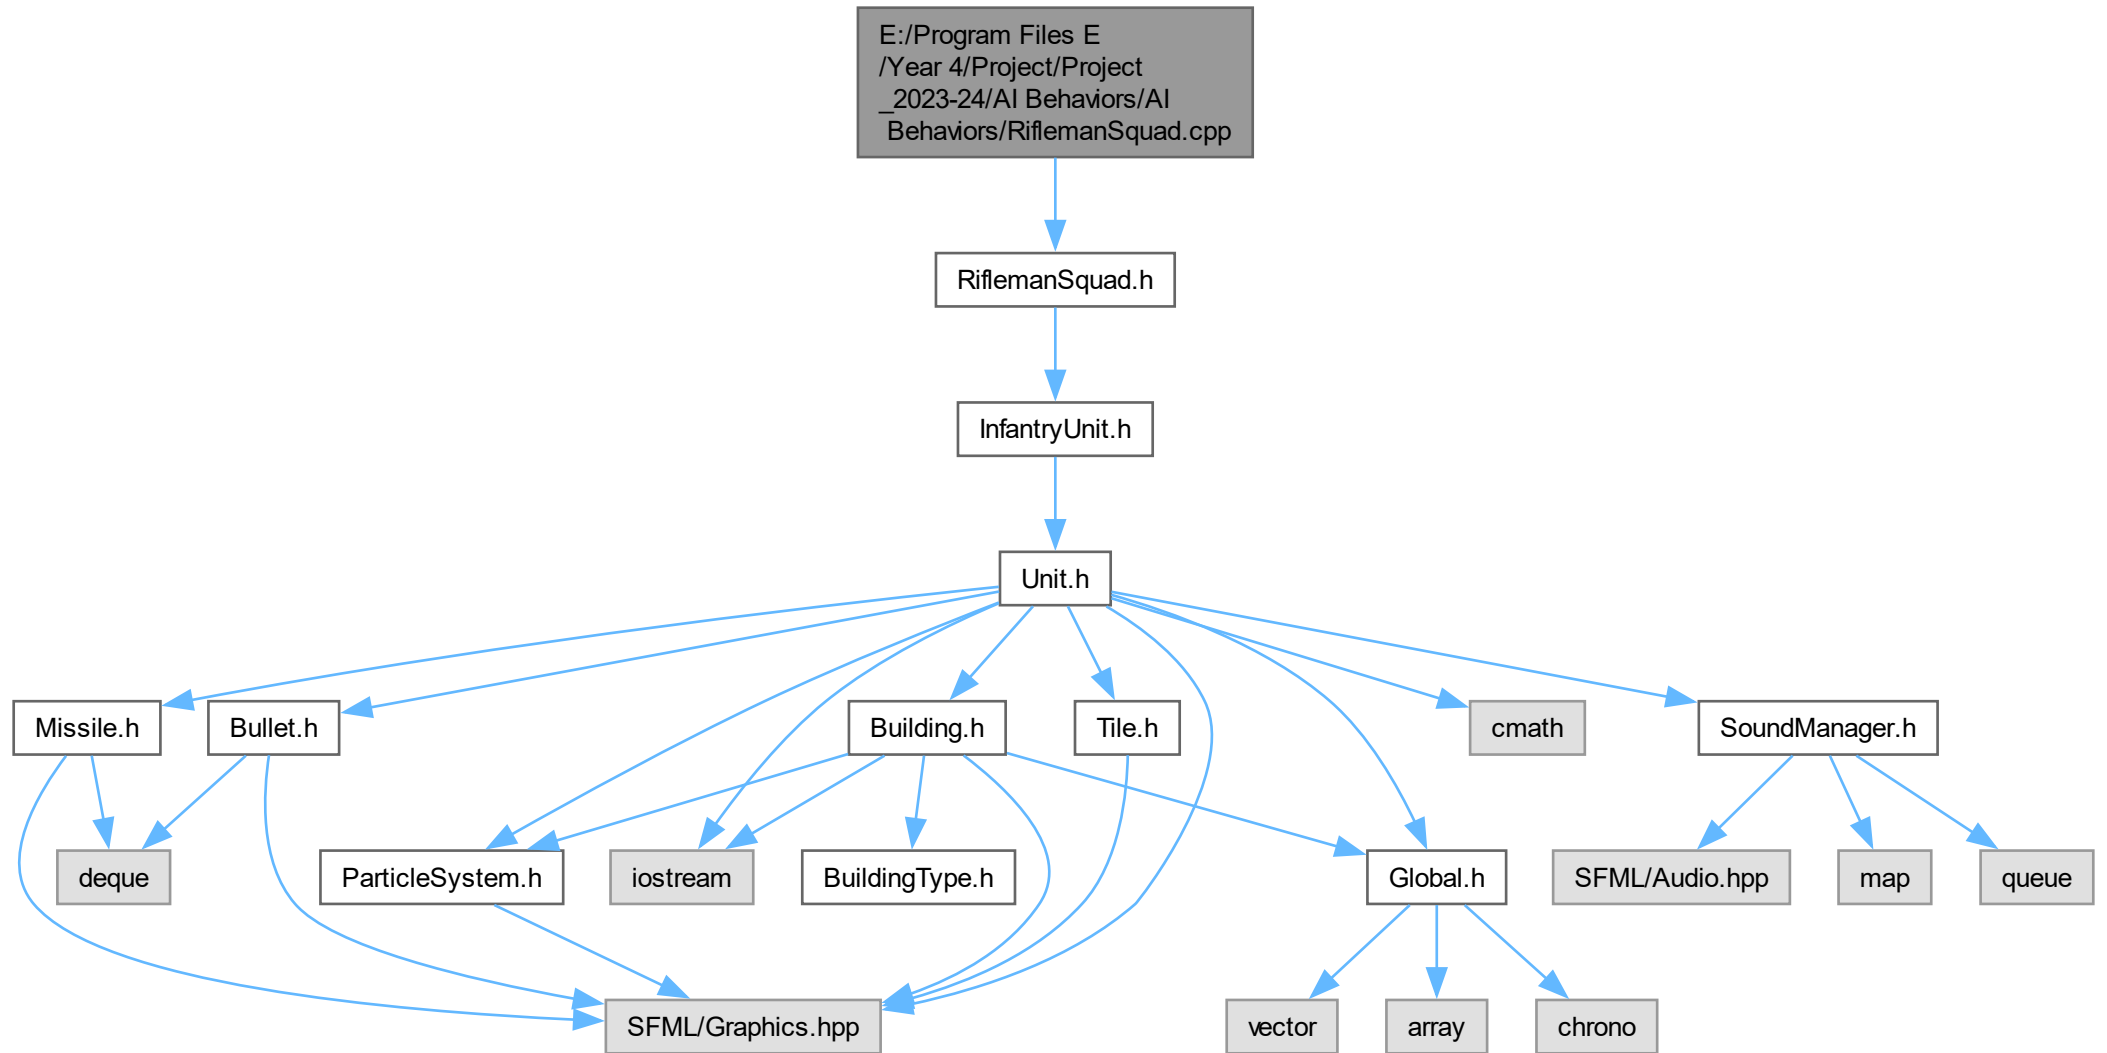 E:/Program Files E
/Year 4/Project/Project
_2023-24/AI Behaviors/AI
Behaviors/RiflemanSquad.cpp
RiflemanSquad.h
InfantryUnit.h
Unit.h
Missile.h
Bullet.h
Building.h
Tile.h
cmath
SoundManager.h
deque
ParticleSystem.h
iostream
BuildingType.h
Global.h
SFML/Audio.hpp
map
queue
SFML/Graphics.hpp
vector
array
chrono